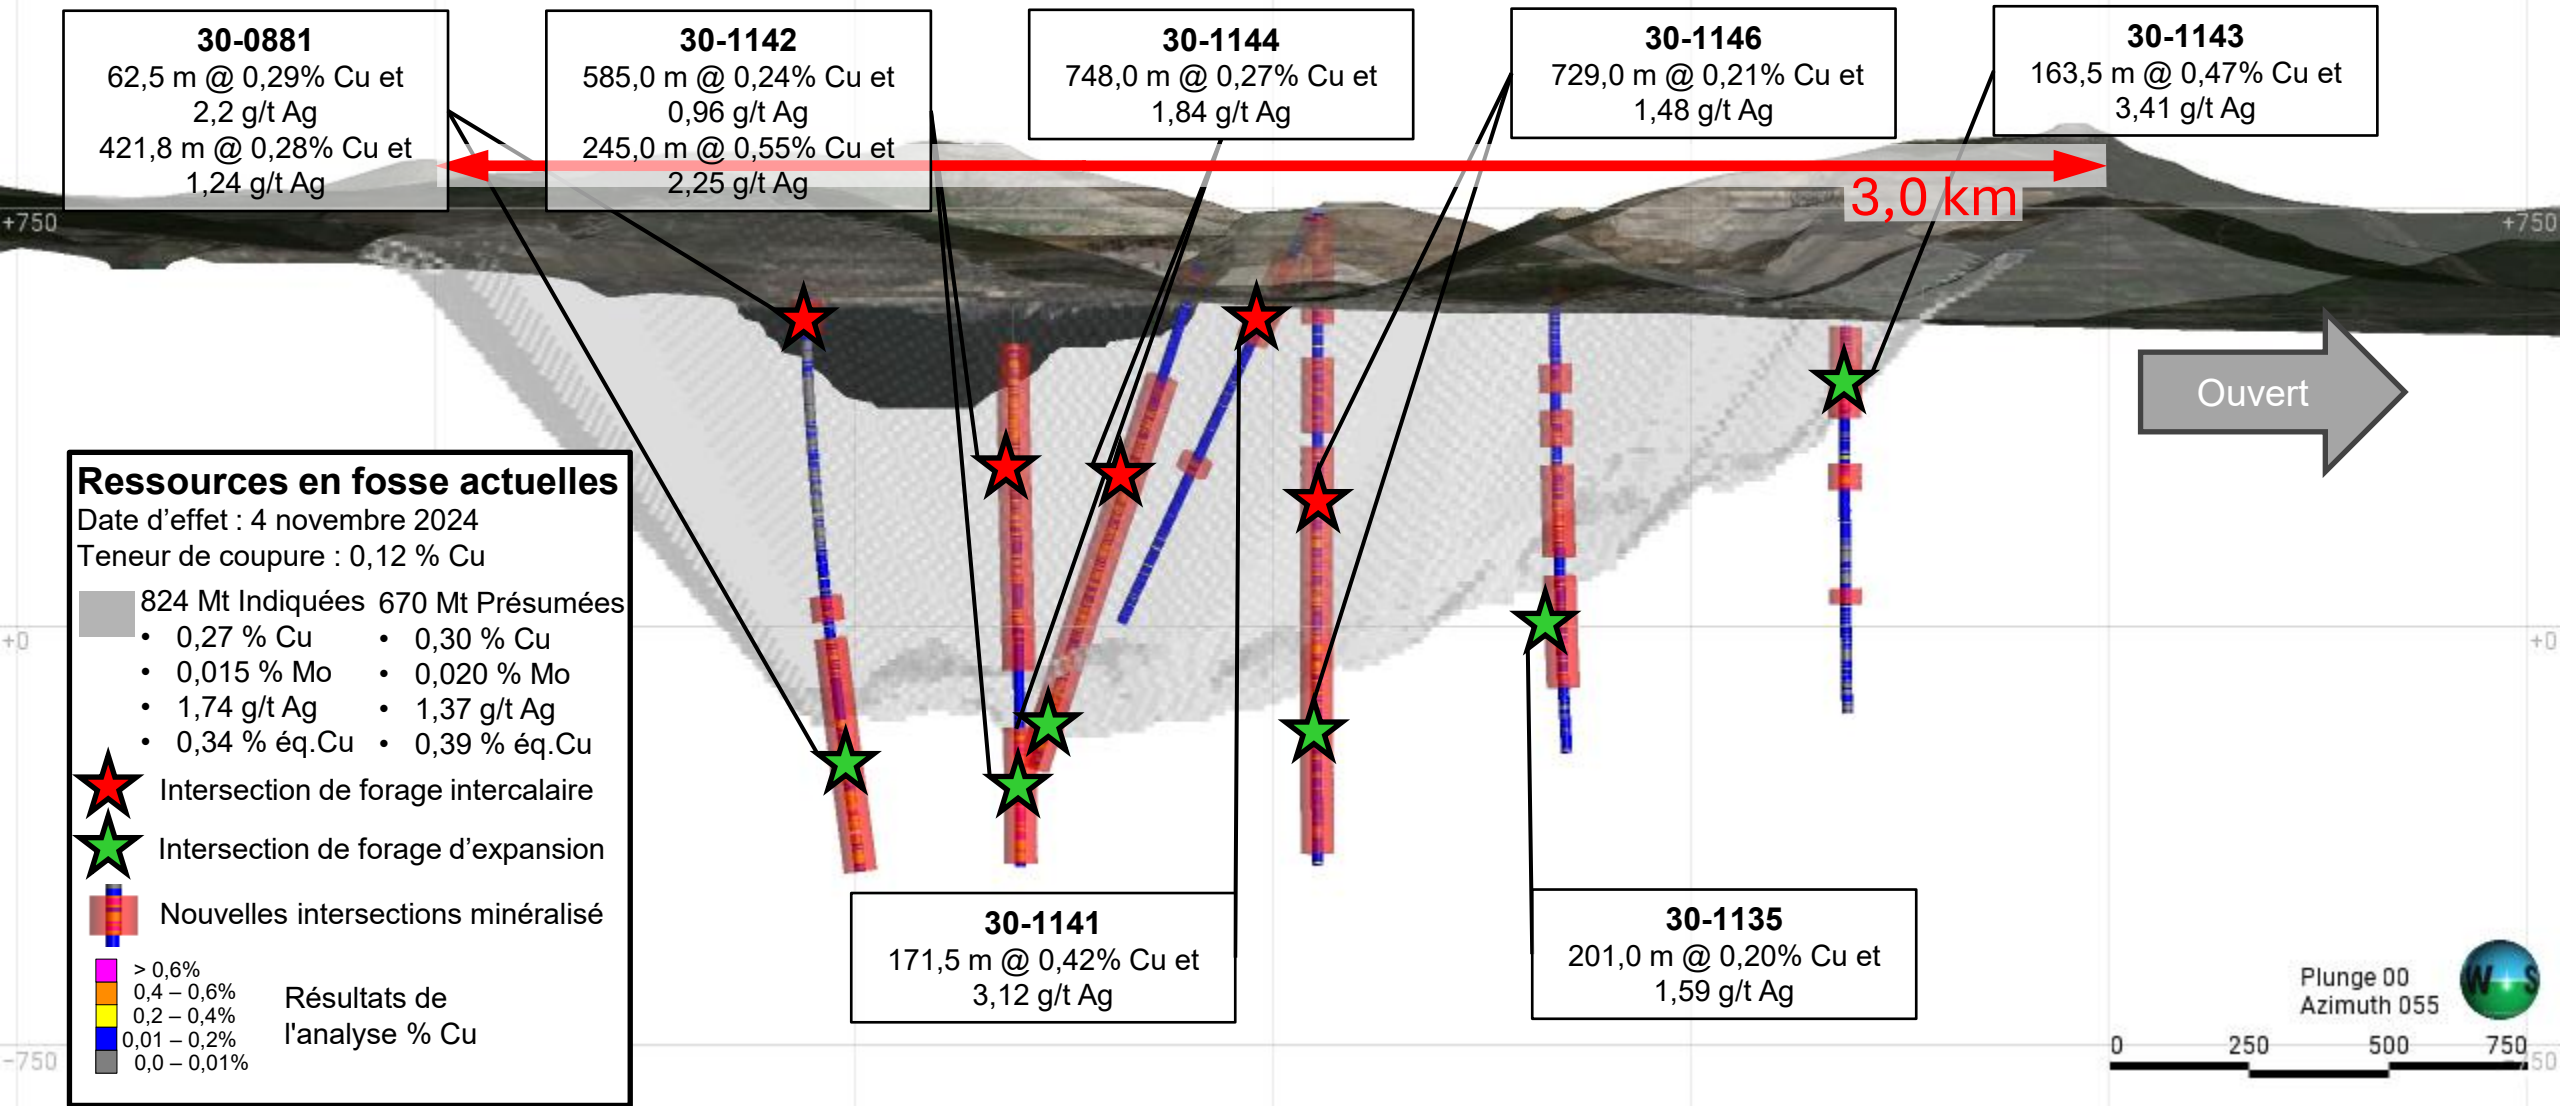 30-0881
62,5 m @ 0,29% Cu et
2,2 g/t Ag
421,8 m @ 0,28% Cu et
1,24 g/t Ag
30-1142
585,0 m @ 0,24% Cu et
0,96 g/t Ag
245,0 m @ 0,55% Cu et
2,25 g/t Ag
30-1144
748,0 m @ 0,27% Cu et
1,84 g/t Ag
30-1146
729,0 m @ 0,21% Cu et
1,48 g/t Ag
30-1143
163,5 m @ 0,47% Cu et
3,41 g/t Ag
3,0 km
+750
+750
Ouvert
Ressources en fosse actuelles
Date d'effet : 4 novembre 2024
Teneur de coupure : 0,12 % Cu
824 Mt Indiquées
• 0,27 % Cu
• 0,015 % Mo
• 1,74 g/t Ag
• 0,34 % éq.Cu
670 Mt Présumées
• 0,30 % Cu
• 0,020 % Mo
• 1,37 g/t Ag
• 0,39 % éq.Cu
Intersection de forage intercalaire
Intersection de forage d'expansion
Nouvelles intersections minéralisé
> 0,6%
0,4 – 0,6%
0,2 – 0,4%
0,01 – 0,2%
0,0 – 0,01%
Résultats de
l'analyse % Cu
+0
+0
30-1141
171,5 m @ 0,42% Cu et
3,12 g/t Ag
30-1135
201,0 m @ 0,20% Cu et
1,59 g/t Ag
Plunge 00
Azimuth 055
W S
0 250 500 750
-750